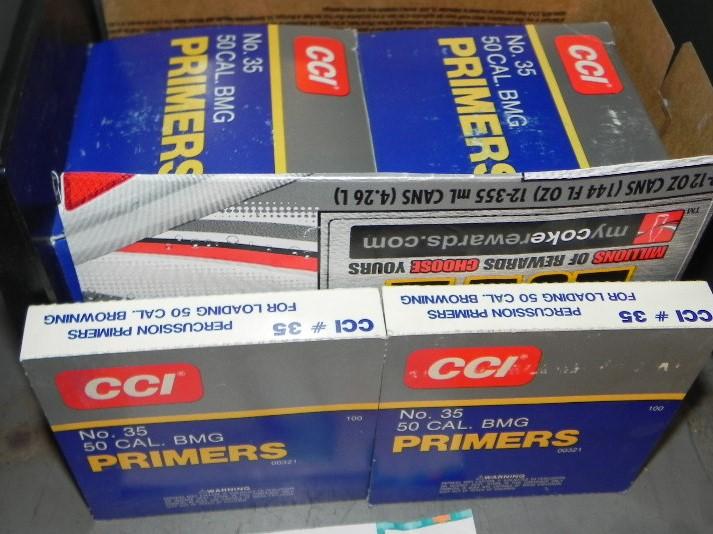 CCI
No. 35
50 CAL. BMG
PRIMERS
CCI
No. 35
50 CAL. BMG
PRIMERS
12 OZ CANS (144 FL OZ) 12-355 mL CANS (4.26 L)
mycokerewards.com
TM
MILLIONS OF REWARDS CHOOSE YOURS
CCI # 35
PERCUSSION PRIMERS
FOR LOADING 50 CAL. BROWNING
CCI # 35
PERCUSSION PRIMERS
FOR LOADING 50 CAL. BROWNING
CCI
No. 35
50 CAL. BMG
PRIMERS
100
00321
WARNING
CCI
No. 35
50 CAL. BMG
PRIMERS
100
00321
WARNING